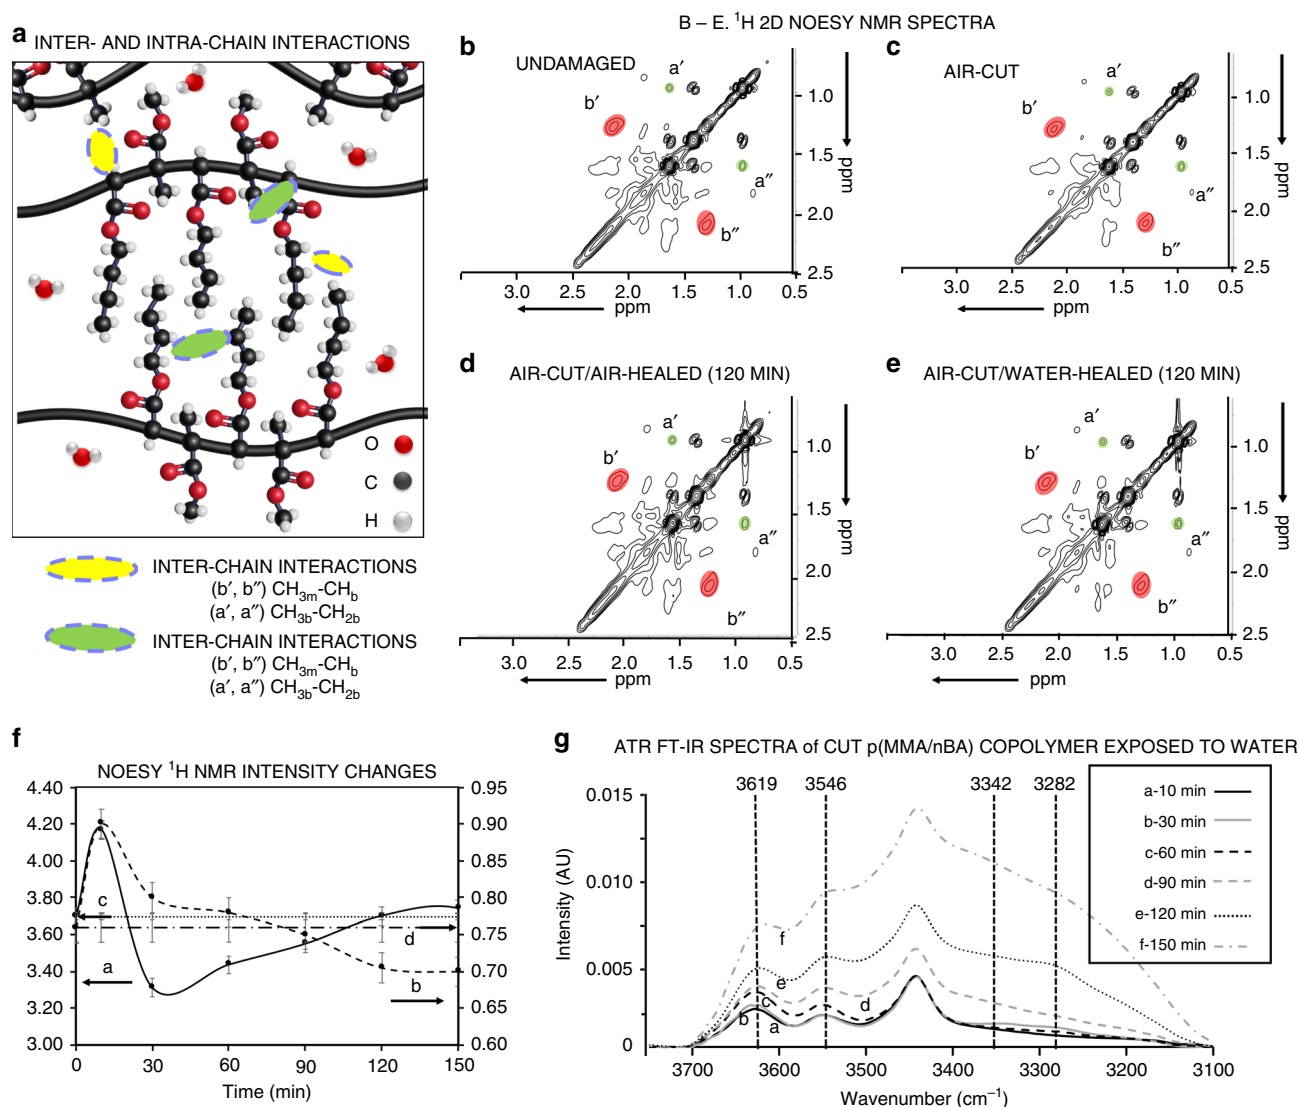 a INTER- AND INTRA-CHAIN INTERACTIONS
O
C
H
INTER-CHAIN INTERACTIONS
(b′, b″) CH3m-CHb
(a′, a″) CH3b-CH2b
INTER-CHAIN INTERACTIONS
(b′, b″) CH3m-CHb
(a′, a″) CH3b-CH2b
B – E. ¹H 2D NOESY NMR SPECTRA
b
UNDAMAGED
a′
b′
a″
b″
1.0
1.5
2.0
2.5
ppm
3.0 2.5 2.0 1.5 1.0 0.5
ppm
c
AIR-CUT
a′
b′
a″
b″
1.0
1.5
2.0
2.5
ppm
3.0 2.5 2.0 1.5 1.0 0.5
ppm
d
AIR-CUT/AIR-HEALED (120 MIN)
a′
b′
a″
b″
1.0
1.5
2.0
2.5
ppm
3.0 2.5 2.0 1.5 1.0 0.5
ppm
e
AIR-CUT/WATER-HEALED (120 MIN)
a′
b′
a″
b″
1.0
1.5
2.0
2.5
ppm
3.0 2.5 2.0 1.5 1.0 0.5
ppm
f
NOESY ¹H NMR INTENSITY CHANGES
4.40
4.20
4.00
3.80
3.60
3.40
3.20
3.00
0.95
0.90
0.85
0.80
0.75
0.70
0.65
0.60
c
a
d
b
0 30 60 90 120 150
Time (min)
g
ATR FT-IR SPECTRA of CUT p(MMA/nBA) COPOLYMER EXPOSED TO WATER
3619 3546 3342 3282
a-10 min
b-30 min
c-60 min
d-90 min
e-120 min
f-150 min
0.015
0.010
0.005
0
Intensity (AU)
f
e
c
d
b
a
3700 3600 3500 3400 3300 3200 3100
Wavenumber (cm⁻¹)